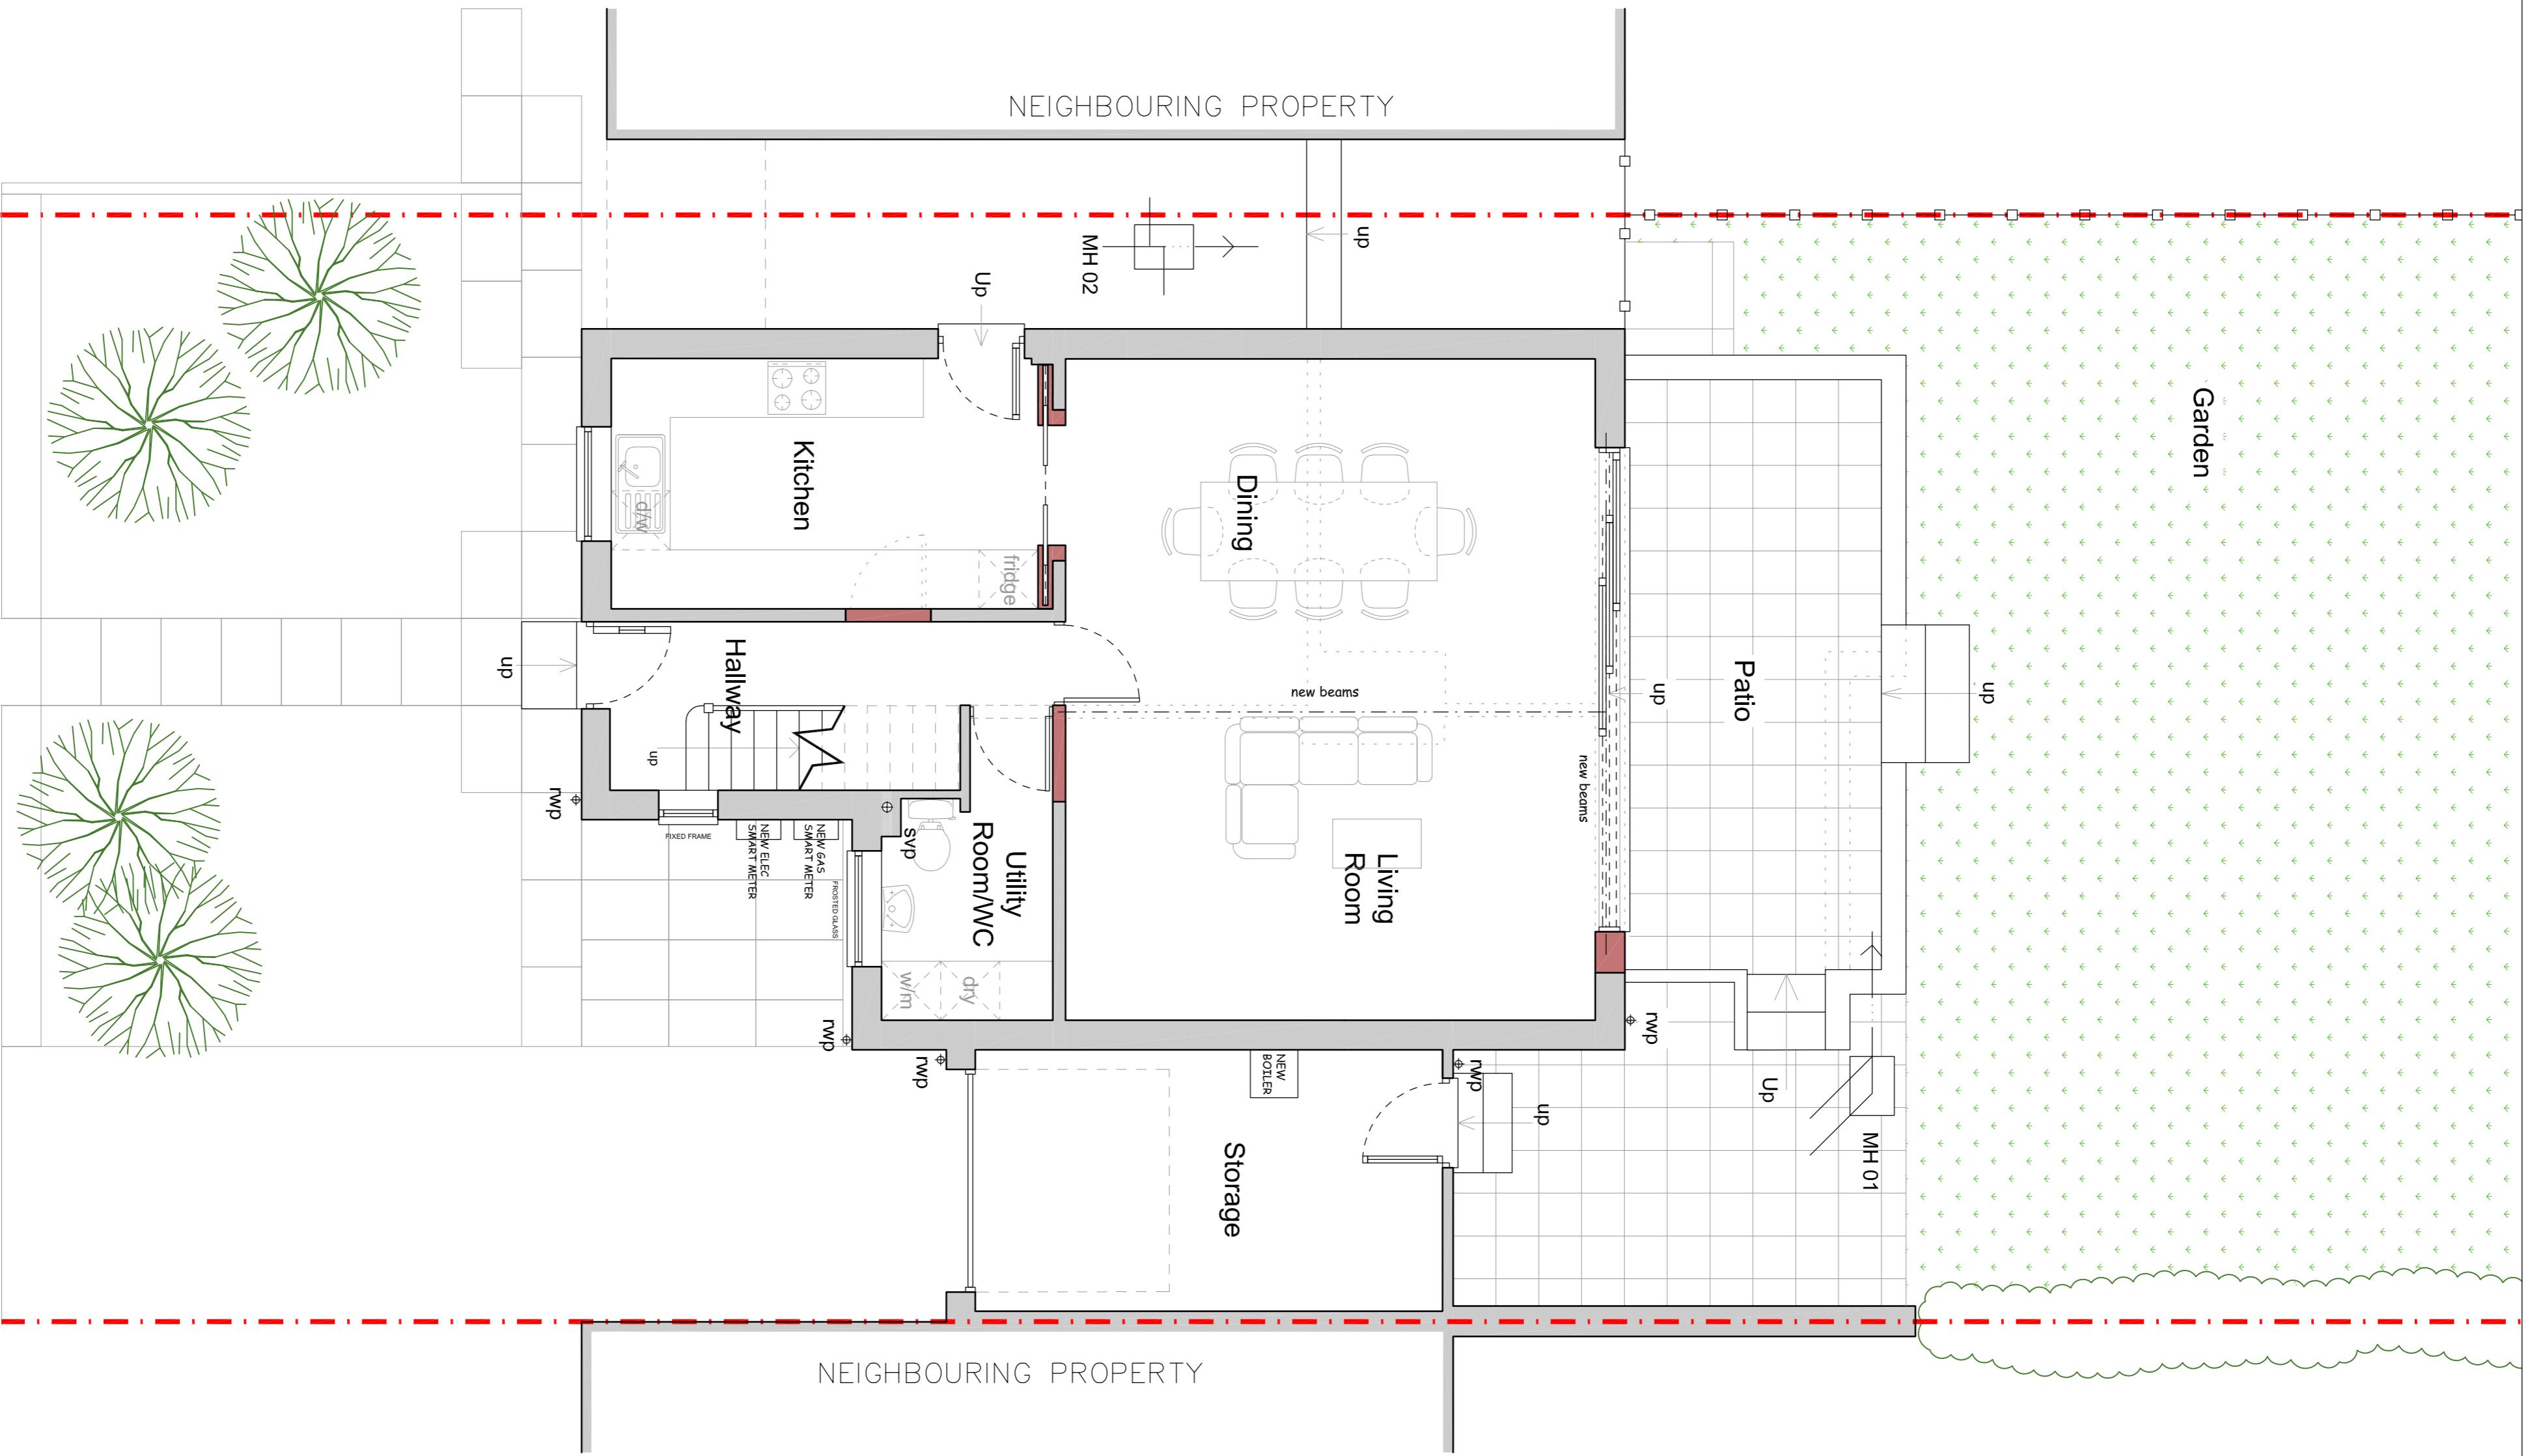 NEIGHBOURING PROPERTY
MH 02
up
Up
Garden
Kitchen
d/w
fridge
Dining
Hallway
up
up
new beams
new beams
up
Patio
up
rwp
FIXED FRAME
NEW ELEC
SMART METER
NEW GAS
SMART METER
FROSTED GLASS
svp
Utility
Room/WC
w/m
dry
Living
Room
rwp
rwp
rwp
rwp
NEW
BOILER
Storage
up
Up
MH 01
NEIGHBOURING PROPERTY